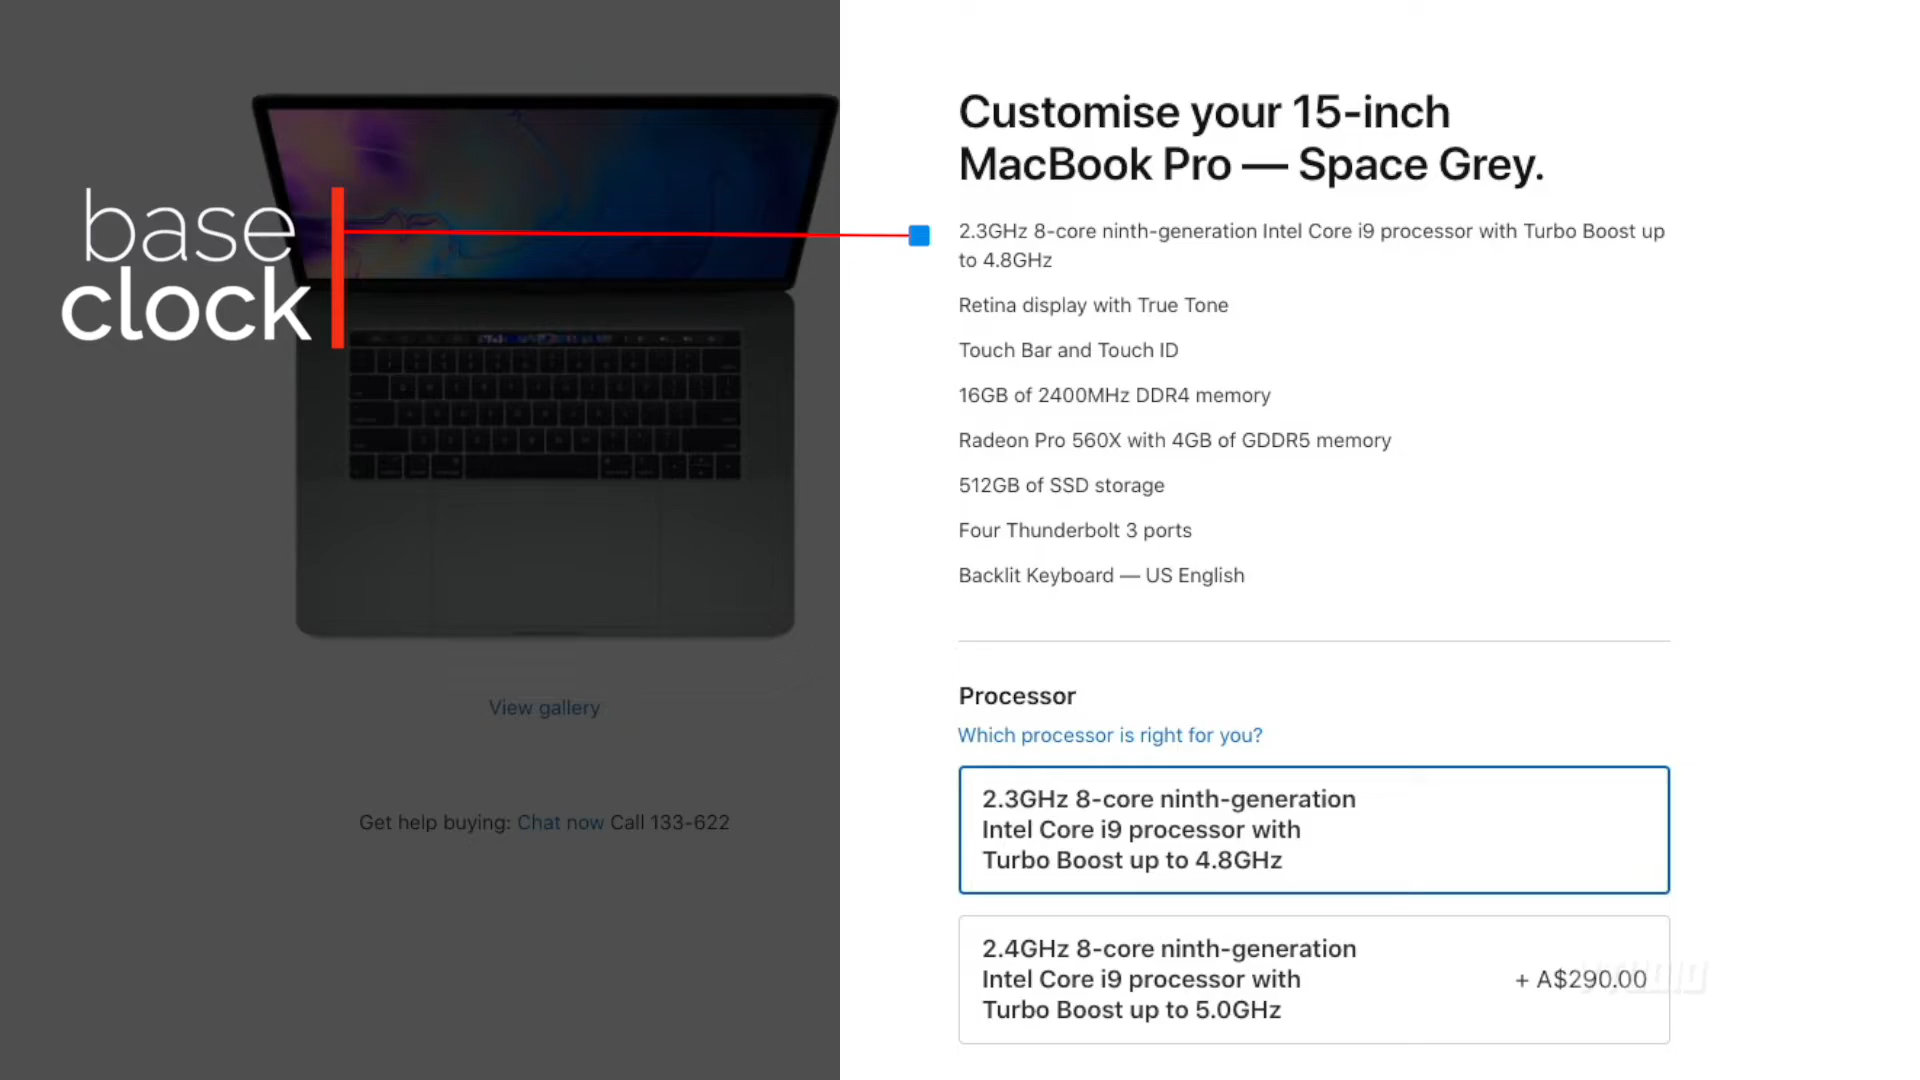 base
clock
Customise your 15-inch
MacBook Pro — Space Grey.
2.3GHz 8-core ninth-generation Intel Core i9 processor with Turbo Boost up
to 4.8GHz
Retina display with True Tone
Touch Bar and Touch ID
16GB of 2400MHz DDR4 memory
Radeon Pro 560X with 4GB of GDDR5 memory
512GB of SSD storage
Four Thunderbolt 3 ports
Backlit Keyboard — US English
View gallery
Get help buying: Chat now Call 133-622
Processor
Which processor is right for you?
2.3GHz 8-core ninth-generation
Intel Core i9 processor with
Turbo Boost up to 4.8GHz
2.4GHz 8-core ninth-generation
Intel Core i9 processor with
Turbo Boost up to 5.0GHz
+ A$290.00